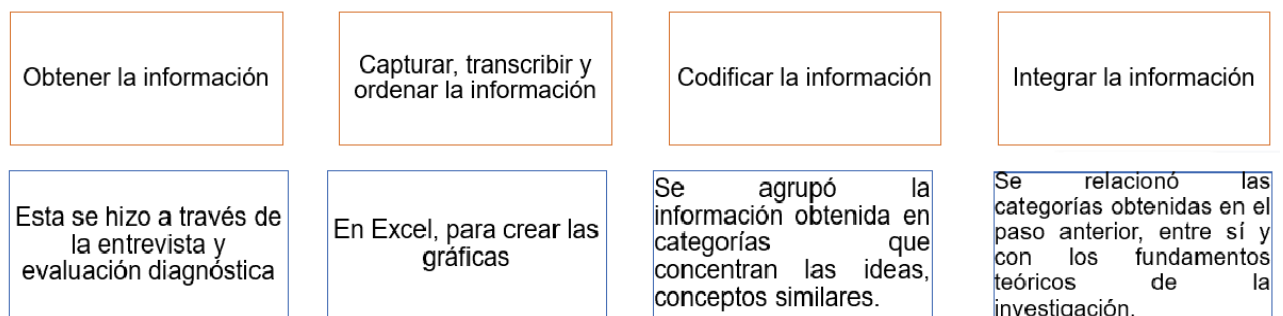 Obtener la información
Capturar, transcribir y
ordenar la información
Codificar la información
Integrar la información
Esta se hizo a través de
la entrevista y
evaluación diagnóstica
En Excel, para crear las
gráficas
Se agrupó la
información obtenida en
categorías que
concentran las ideas,
conceptos similares.
Se relacionó las
categorías obtenidas en el
paso anterior, entre sí y
con los fundamentos
teóricos de la
investigación.